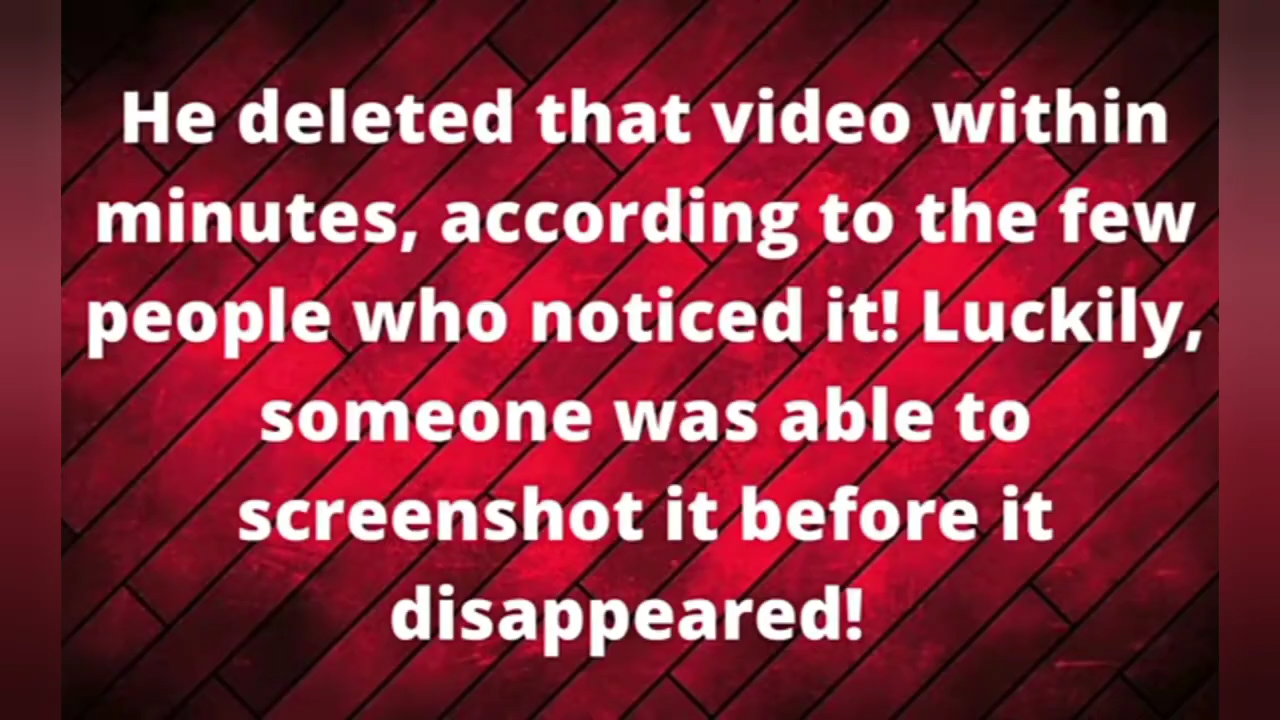 He deleted that video within
minutes, according to the few
people who noticed it! Luckily,
someone was able to
screenshot it before it
disappeared!